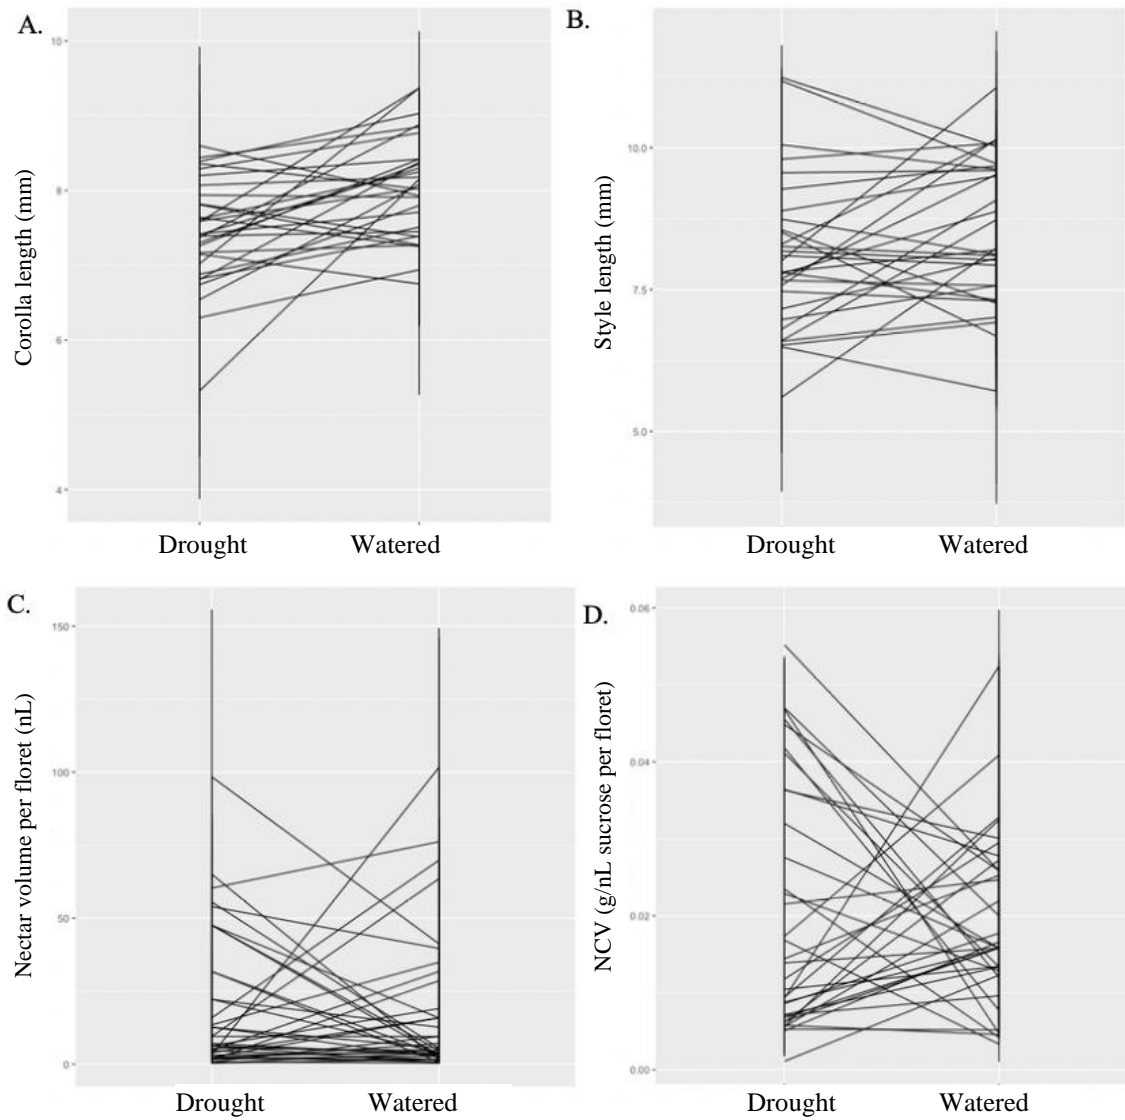 A.
10
8
6
4
Corolla length (mm)
Drought Watered
B.
10.0
7.5
5.0
Style length (mm)
Drought Watered
C.
150
100
50
0
Nectar volume per floret (nL)
Drought Watered
D.
0.06
0.04
0.02
0.00
NCV (g/nL sucrose per floret)
Drought Watered